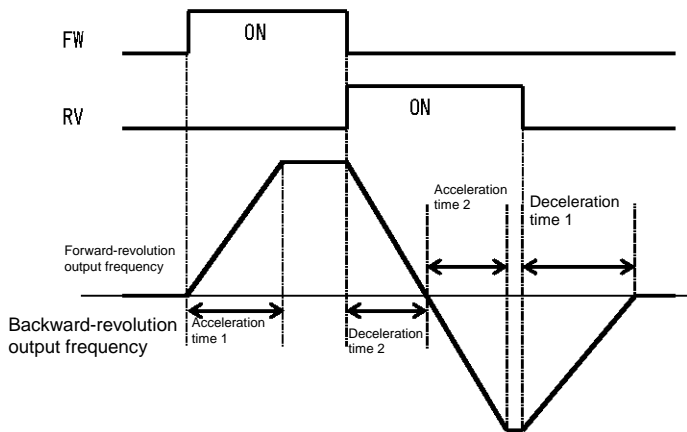 FW
ON
RV
ON
Acceleration
time 2
Deceleration
time 1
Forward-revolution
output frequency
Backward-revolution
output frequency
Acceleration
time 1
Deceleration
time 2